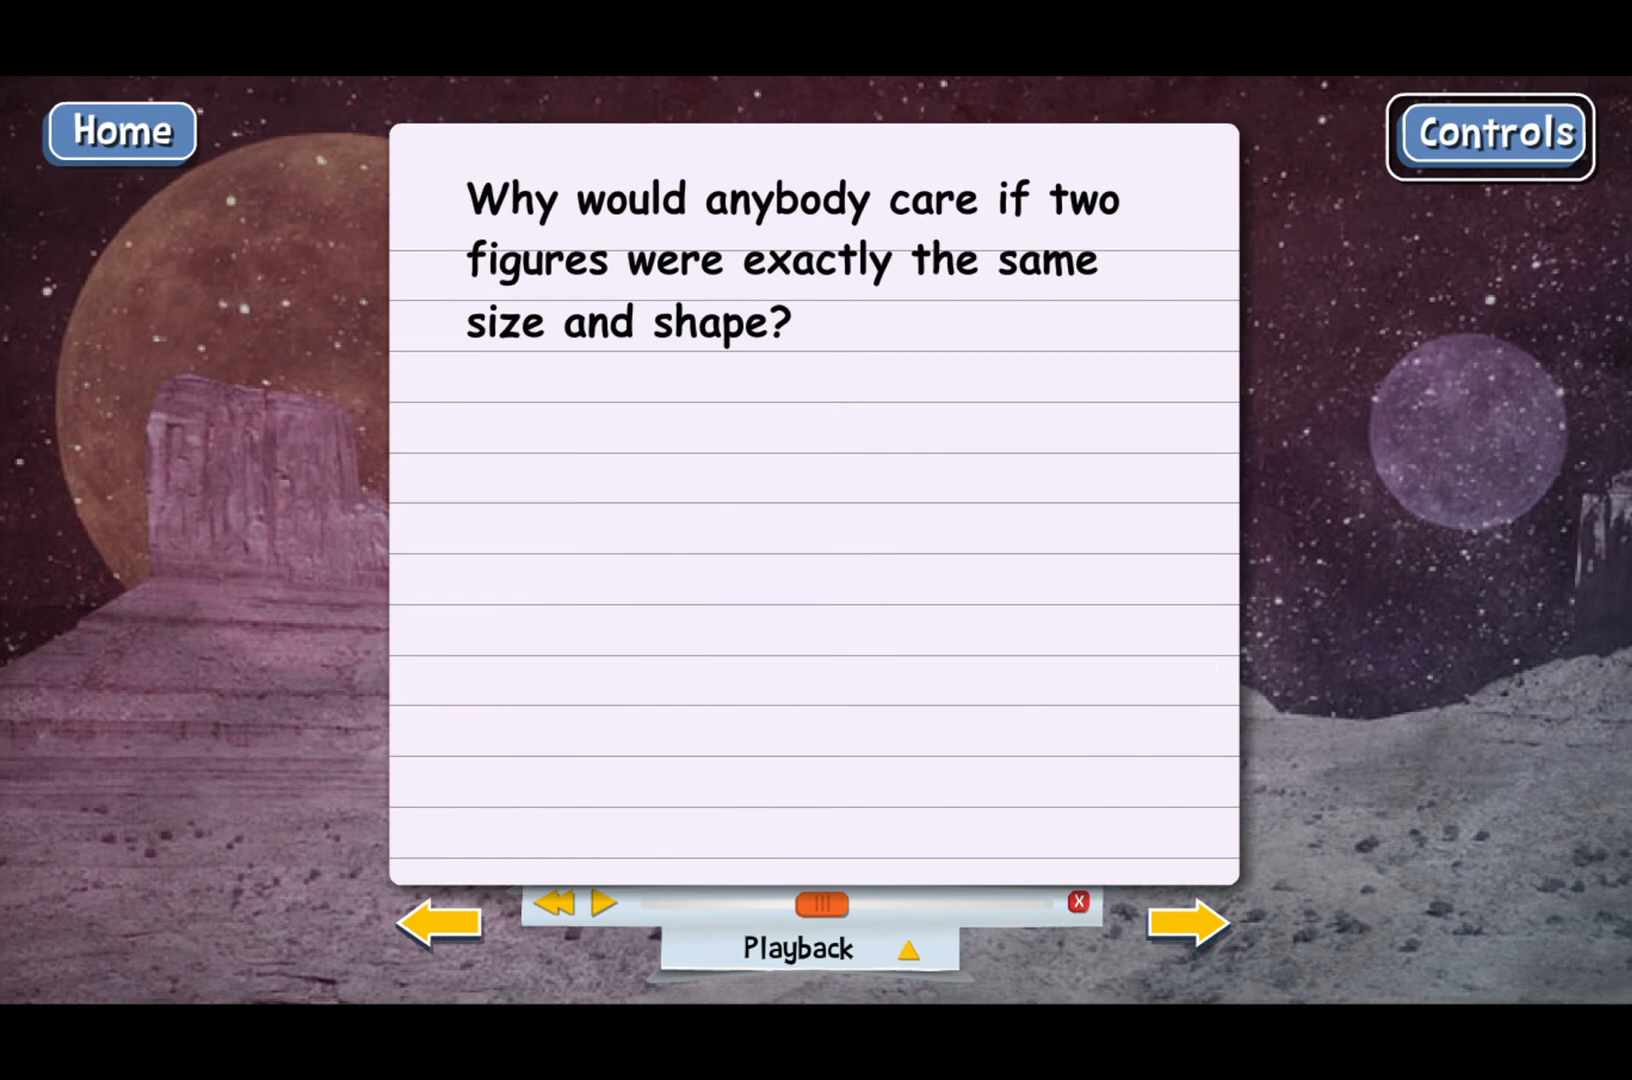 Home
Controls
Why would anybody care if two
figures were exactly the same
size and shape?
X
Playback